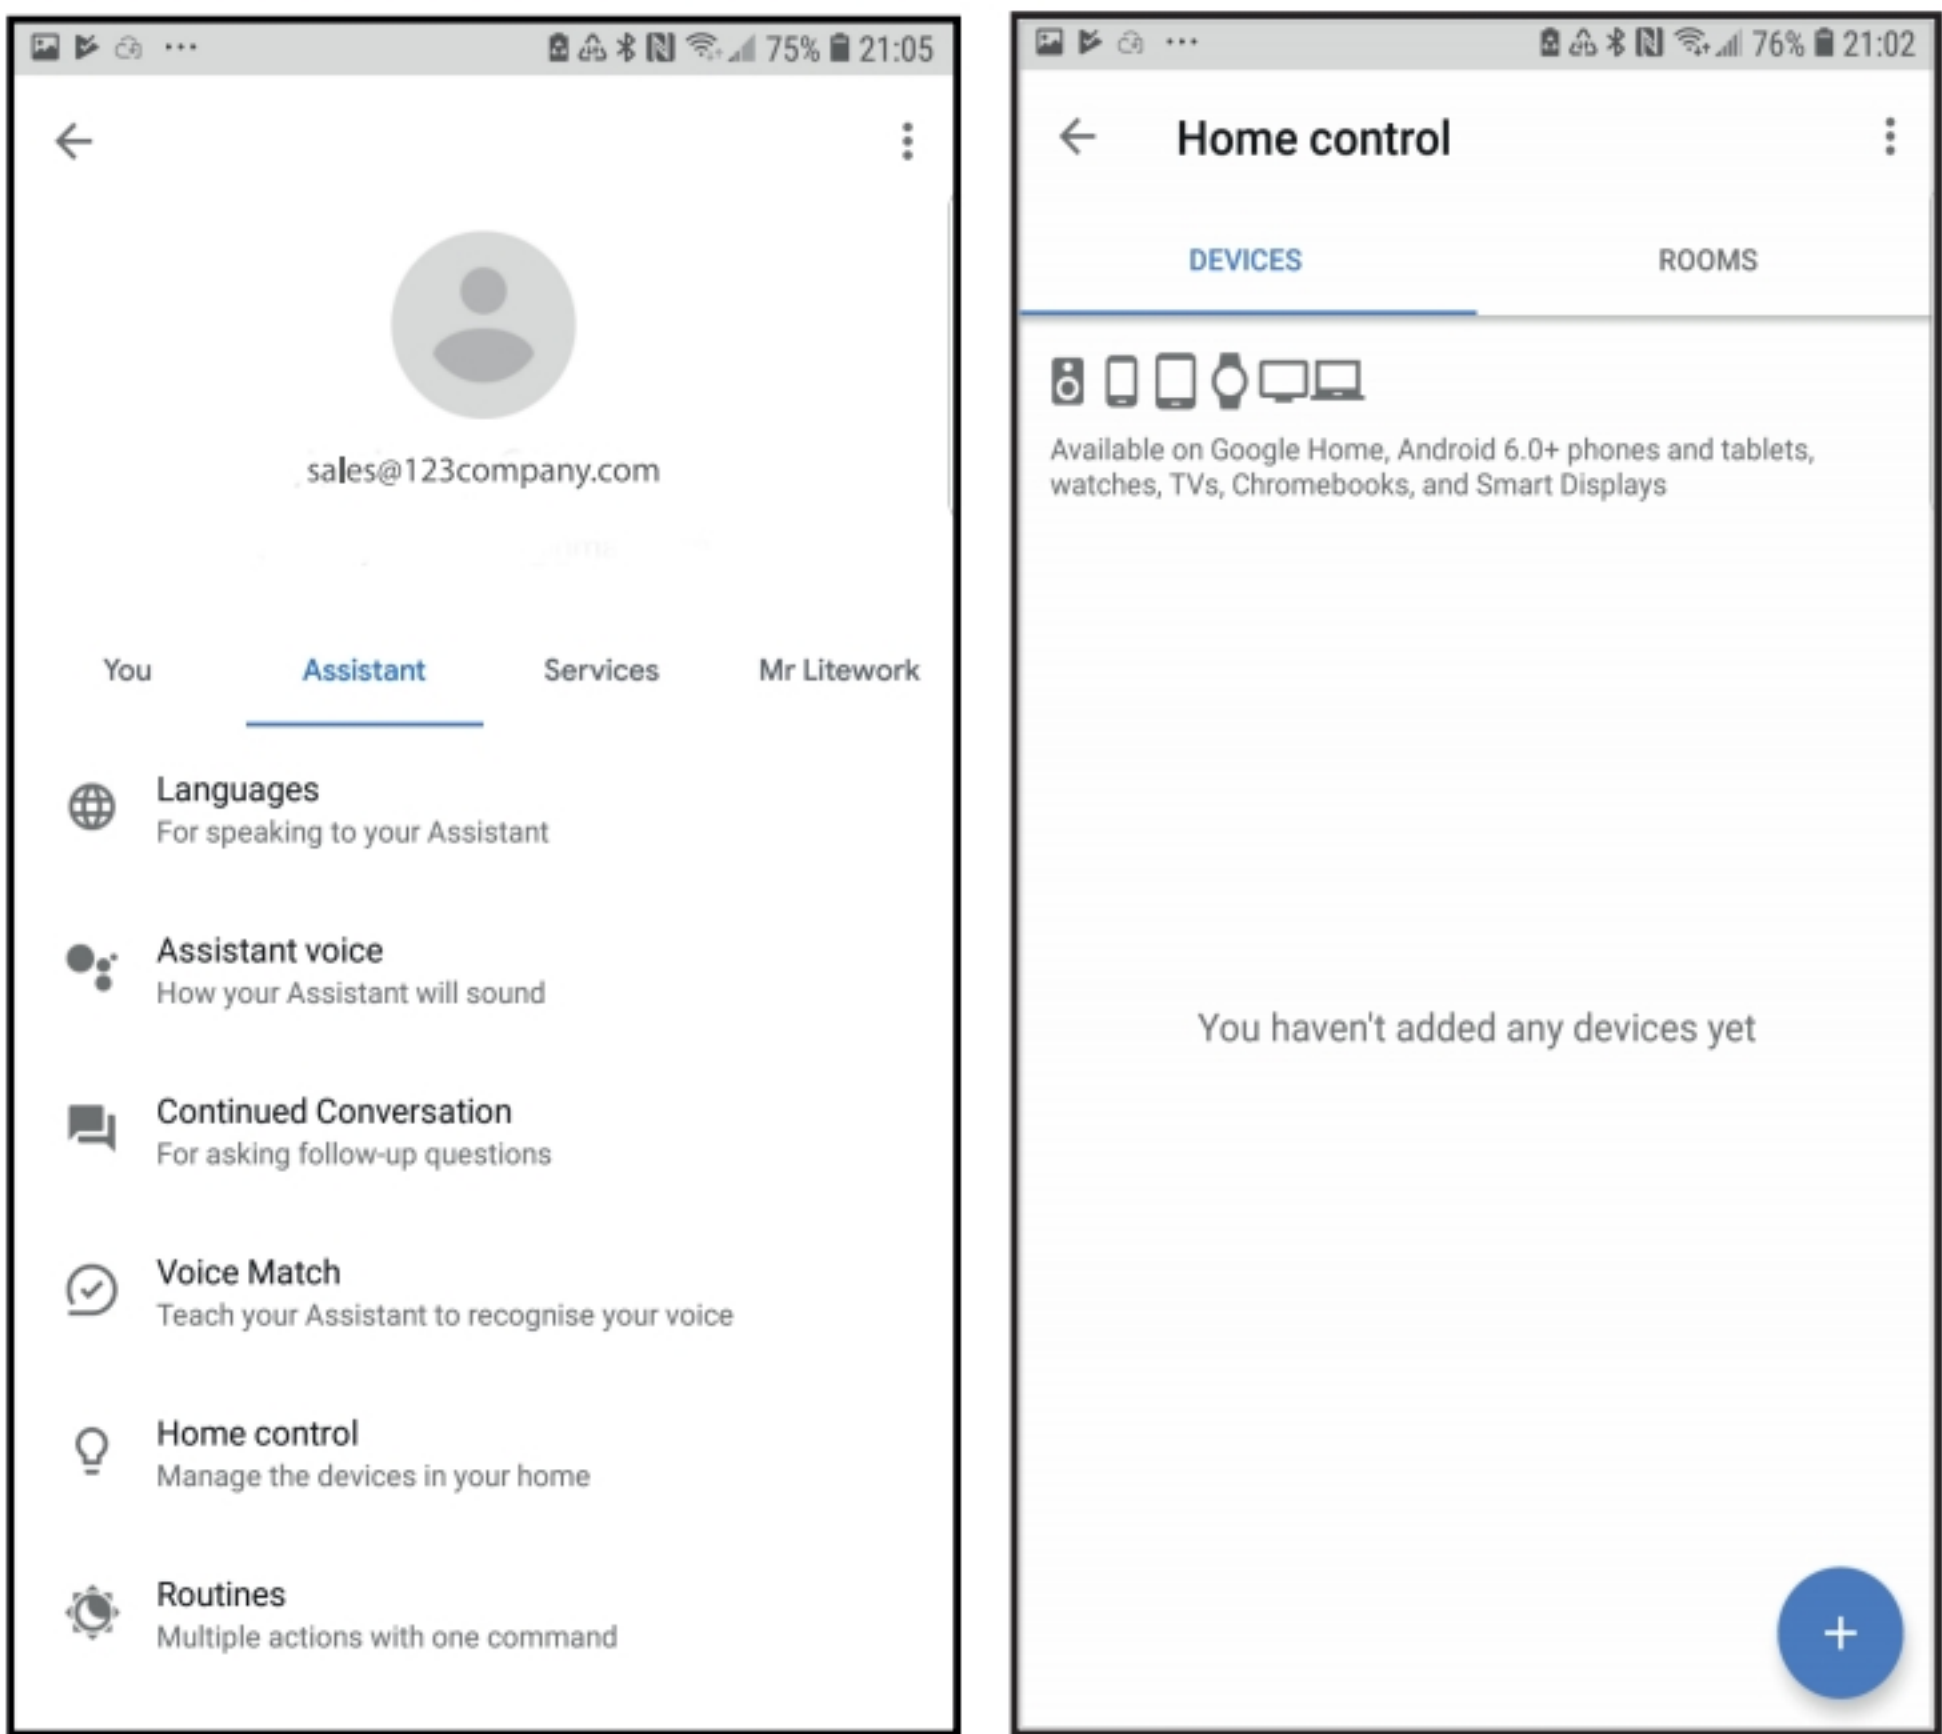 75% 21:05
sales@123company.com
You Assistant Services Mr Litework
Languages
For speaking to your Assistant
Assistant voice
How your Assistant will sound
Continued Conversation
For asking follow-up questions
Voice Match
Teach your Assistant to recognise your voice
Home control
Manage the devices in your home
Routines
Multiple actions with one command
76% 21:02
Home control
DEVICES ROOMS
Available on Google Home, Android 6.0+ phones and tablets,
watches, TVs, Chromebooks, and Smart Displays
You haven't added any devices yet
+